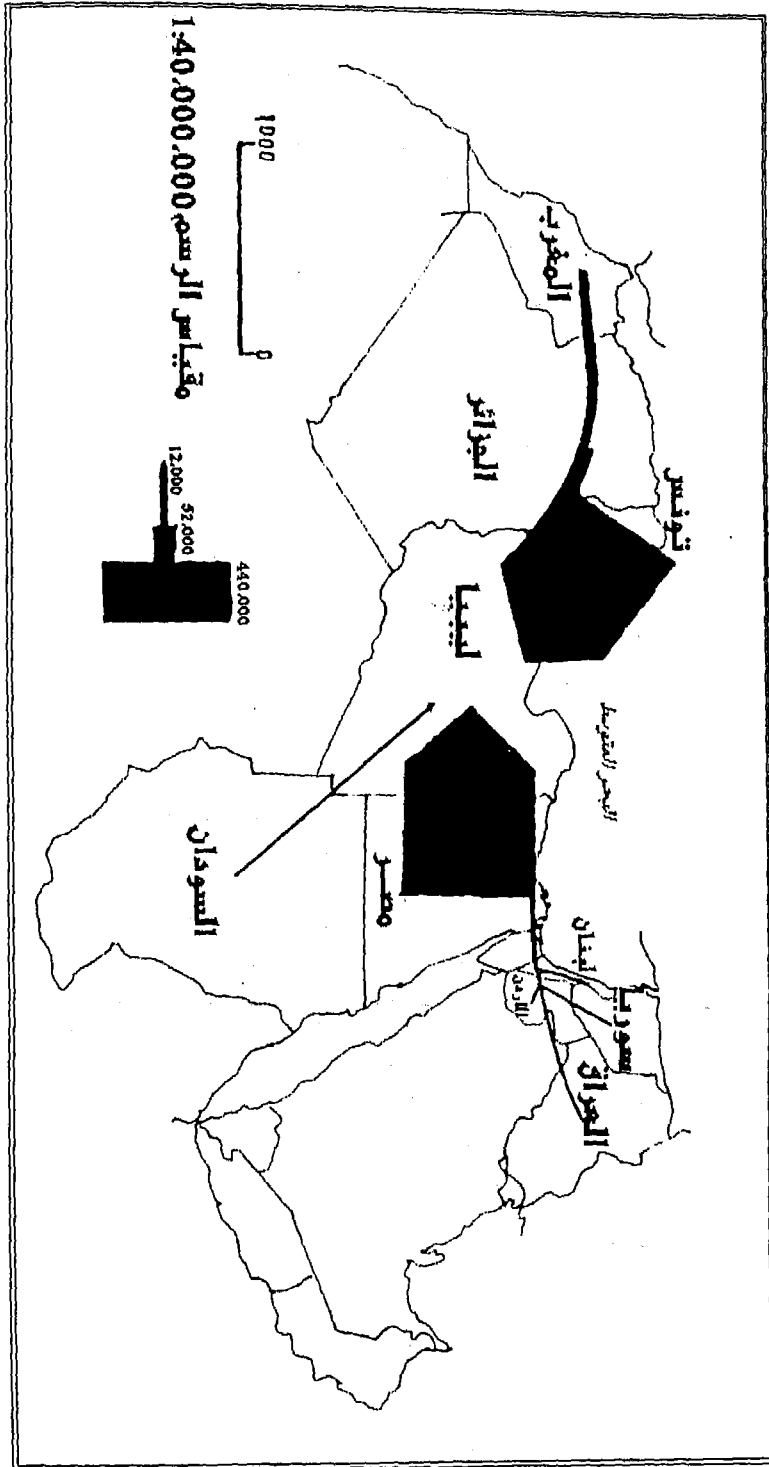 تونس
المغرب
الجزائر
ليبيا
البحر المتوسط
مصر
السودان
لبنان
سوريا
الأردن
العراق
440.000
52.000
12.000
1000
0
مقياس الرسم 1:40.000.000